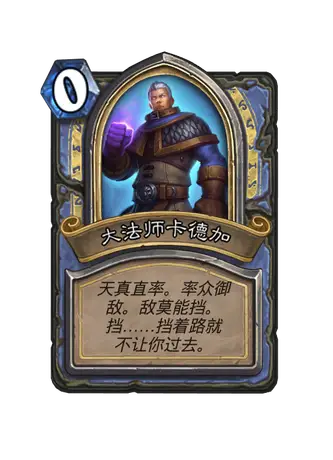 0
大法师卡德加
天真直率。率众御
敌。敌莫能挡。
挡……挡着路就
不让你过去。